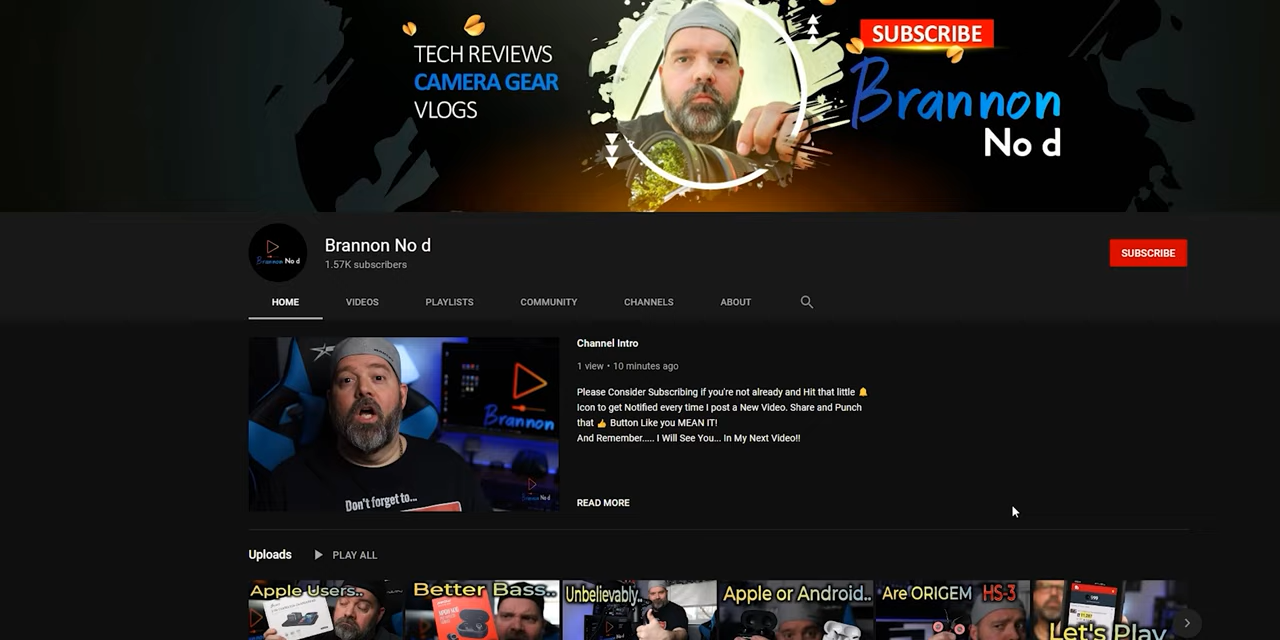 TECH REVIEWS
CAMERA GEAR
VLOGS
SUBSCRIBE
Brannon
No d
Brannon No d
Brannon No d
1.57K subscribers
SUBSCRIBE
HOME
VIDEOS
PLAYLISTS
COMMUNITY
CHANNELS
ABOUT
Brannon
Don't forget to...
Brannon No d
Channel Intro
1 view • 10 minutes ago
Please Consider Subscribing if you're not already and Hit that little 🔔
Icon to get Notified every time I post a New Video. Share and Punch
that 👍 Button Like you MEAN IT!
And Remember..... I Will See You... In My Next Video!!
READ MORE
Uploads
PLAY ALL
Apple Users..
Better Bass..
Unbelievably..
Apple or Android..
Are ORIGEM HS-3
Let's Play